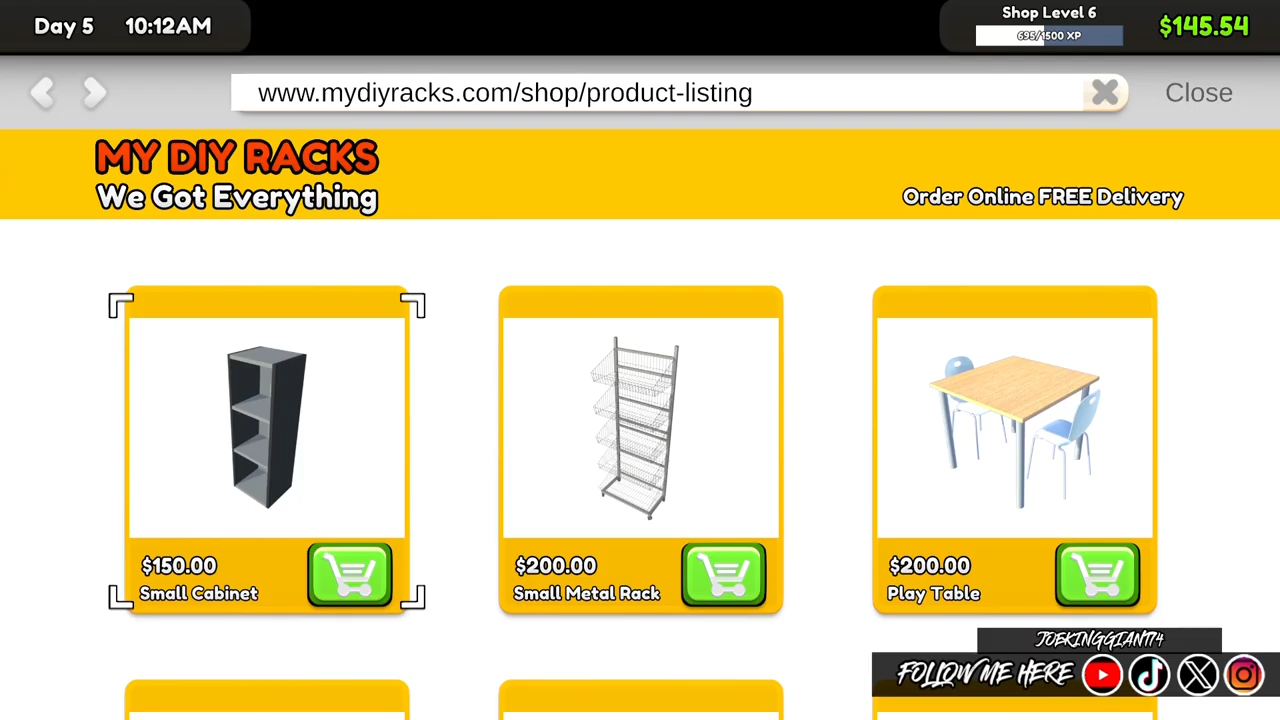 Day 5 10:12AM
Shop Level 6
695/1500 XP
$145.54
www.mydiyracks.com/shop/product-listing
Close
MY DIY RACKS
We Got Everything
Order Online FREE Delivery
$150.00
Small Cabinet
$200.00
Small Metal Rack
$200.00
Play Table
JOEKINGGIANT74
FOLLOW ME HERE